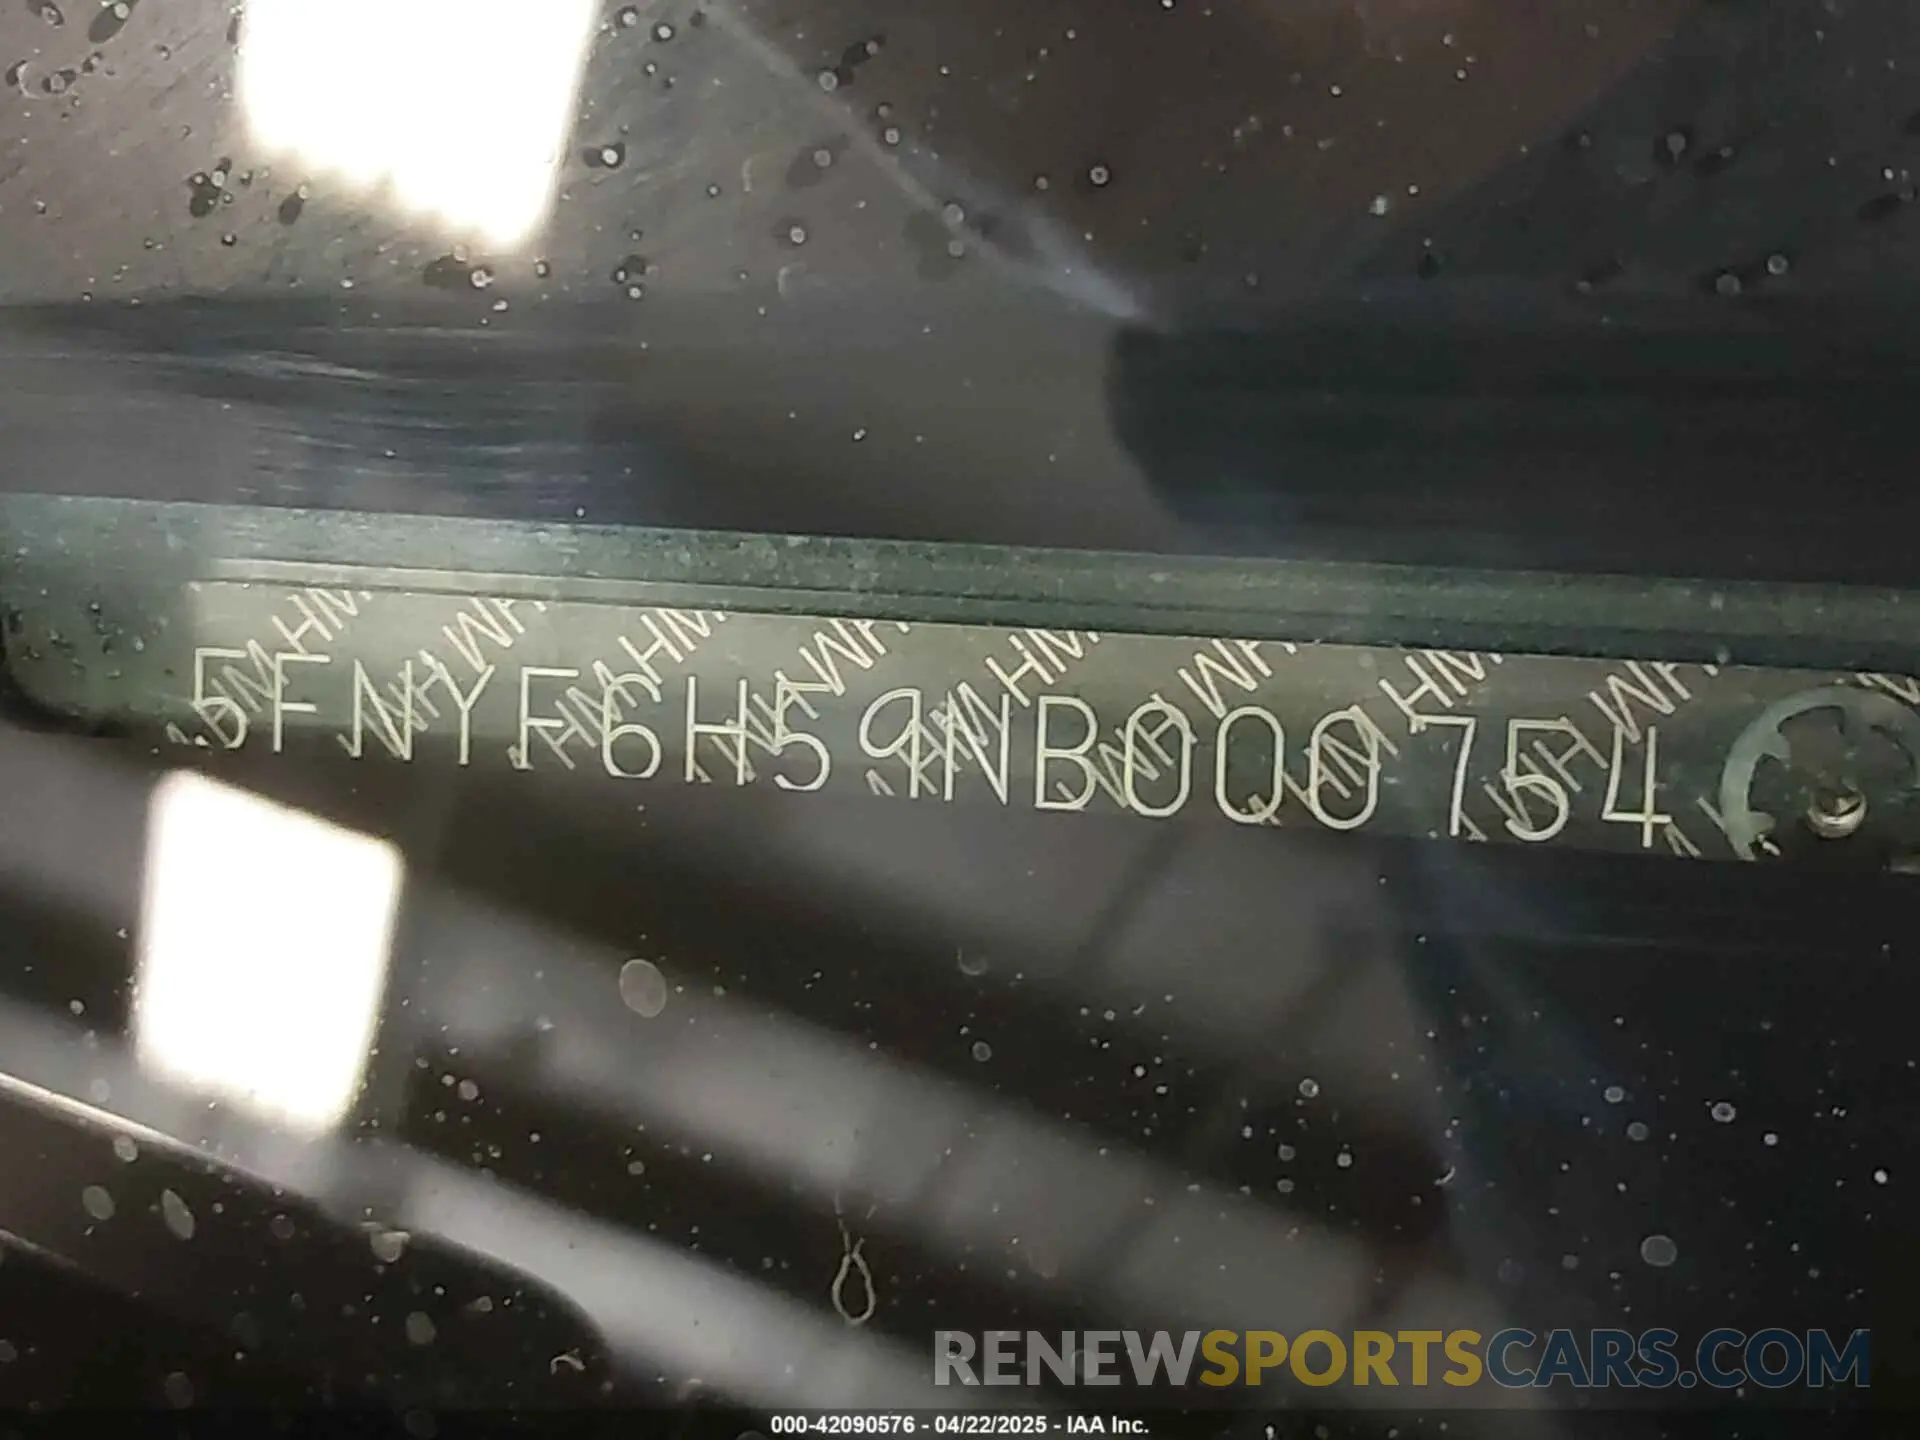 5FNYF6H59NB000754
RENEWSPORTSCARS.COM
000-42090576 - 04/22/2025 - IAA Inc.